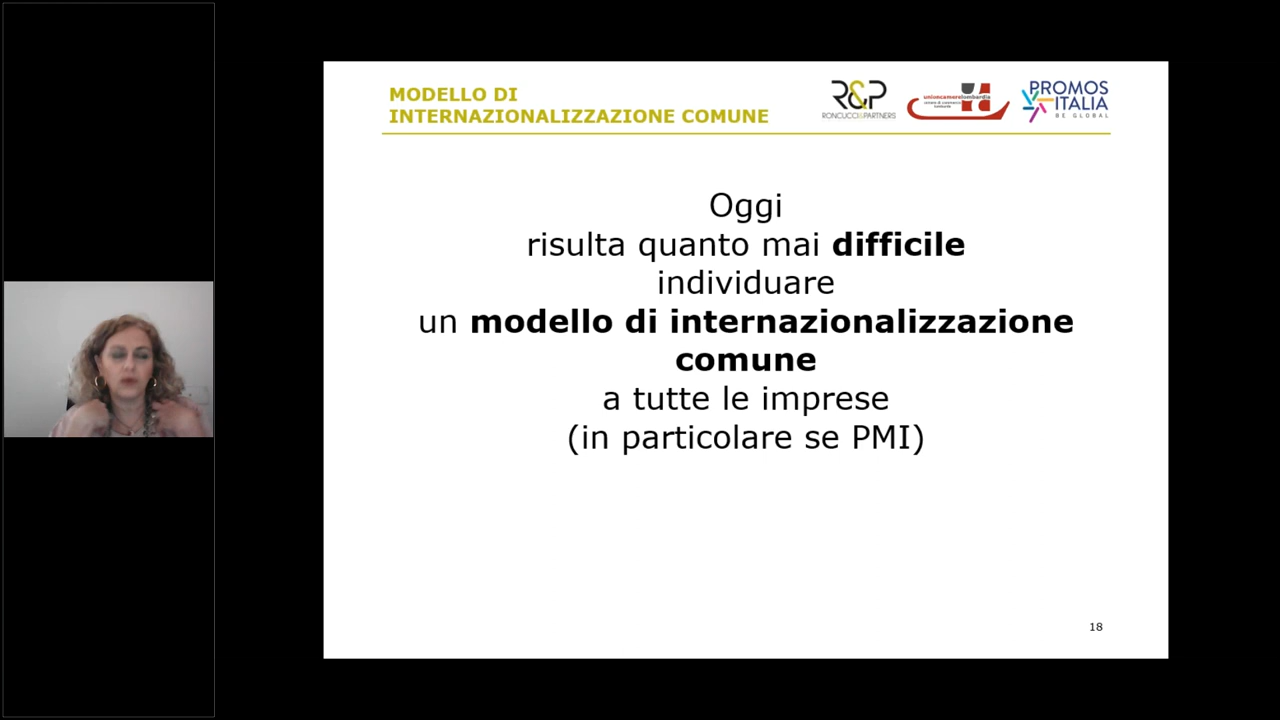 MODELLO DI
INTERNAZIONALIZZAZIONE COMUNE
R&P
RONCUCCI&PARTNERS
unioncamerelombardia
PROMOS
ITALIA
BE GLOBAL
Oggi
risulta quanto mai difficile
individuare
un modello di internazionalizzazione
comune
a tutte le imprese
(in particolare se PMI)
18